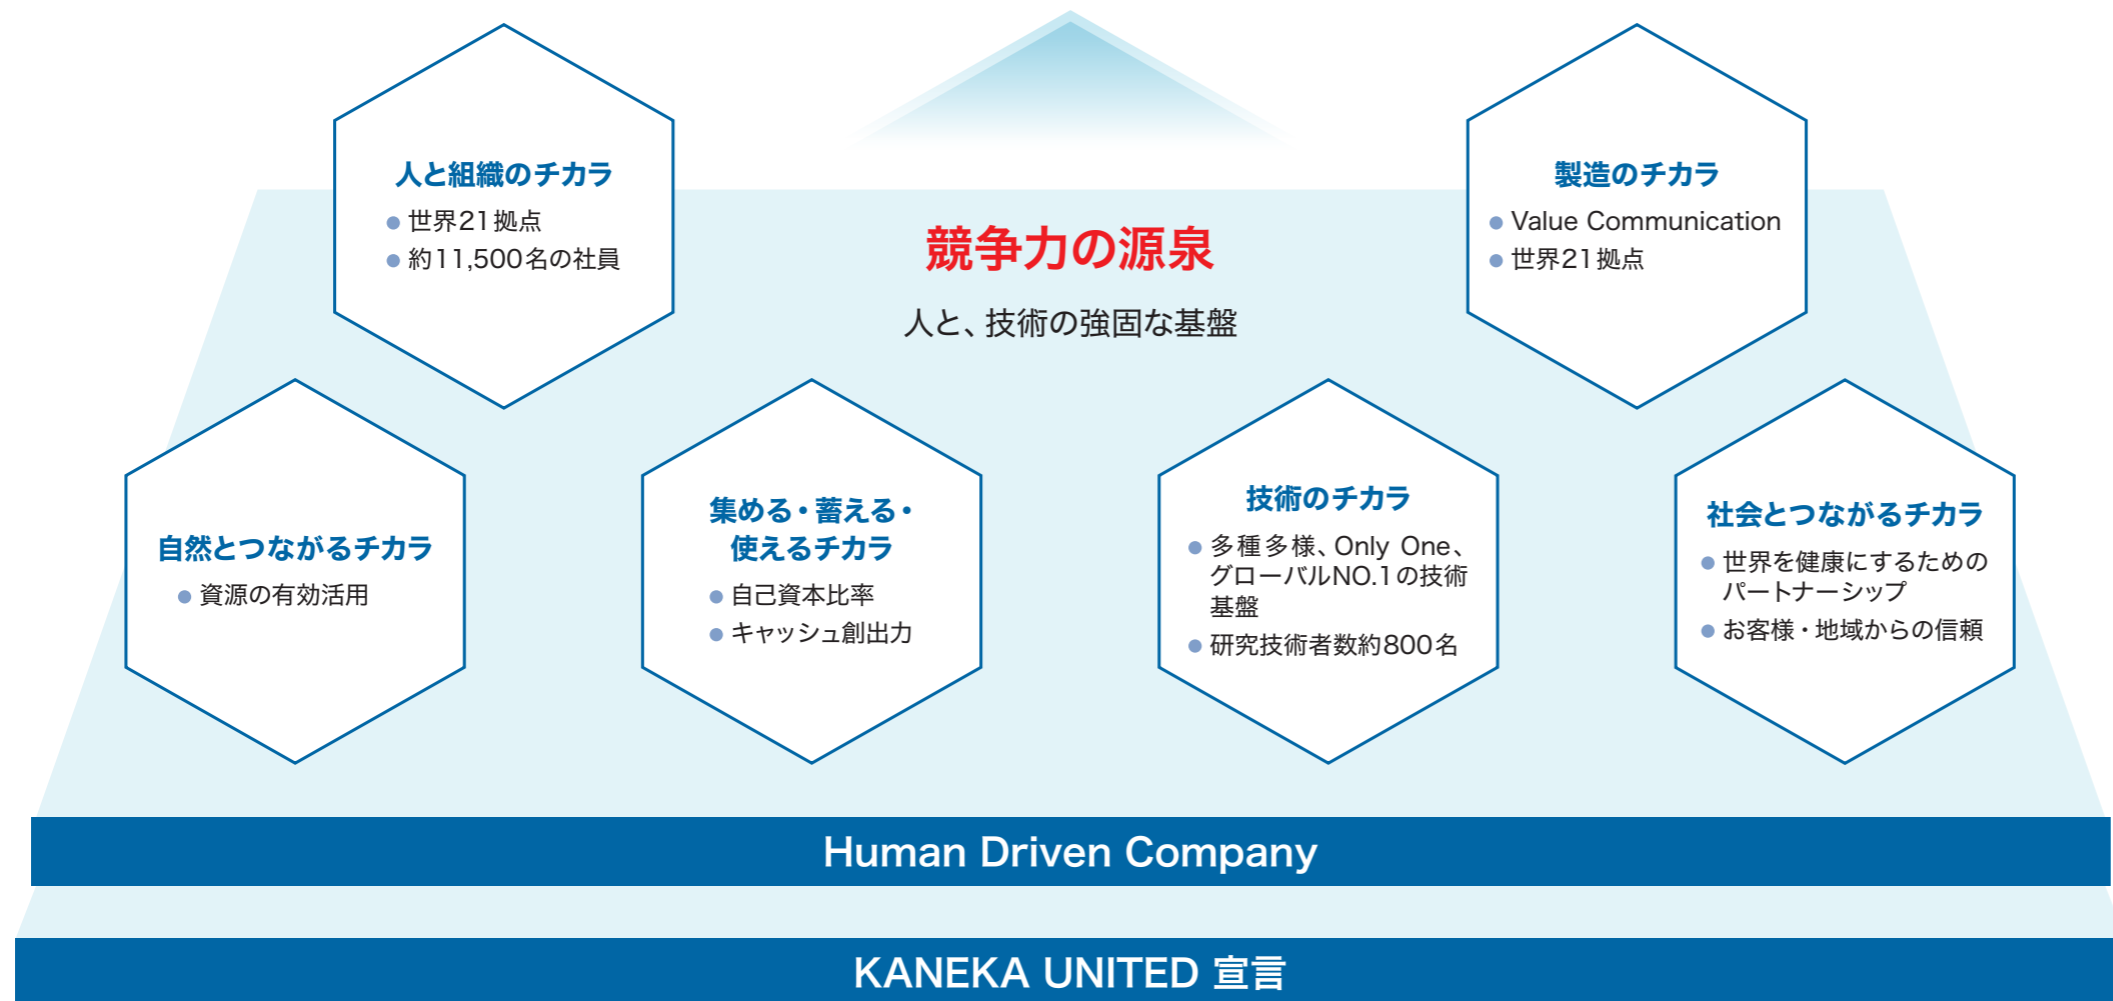 人と組織のチカラ
● 世界21拠点
● 約11,500名の社員
競争力の源泉
人と、技術の強固な基盤
製造のチカラ
● Value Communication
● 世界21拠点
自然とつながるチカラ
● 資源の有効活用
集める・蓄える・
使えるチカラ
● 自己資本比率
● キャッシュ創出力
技術のチカラ
● 多種多様、Only One、
グローバルNO.1の技術
基盤
● 研究技術者数約800名
社会とつながるチカラ
● 世界を健康にするための
パートナーシップ
● お客様・地域からの信頼
Human Driven Company
KANEKA UNITED 宣言